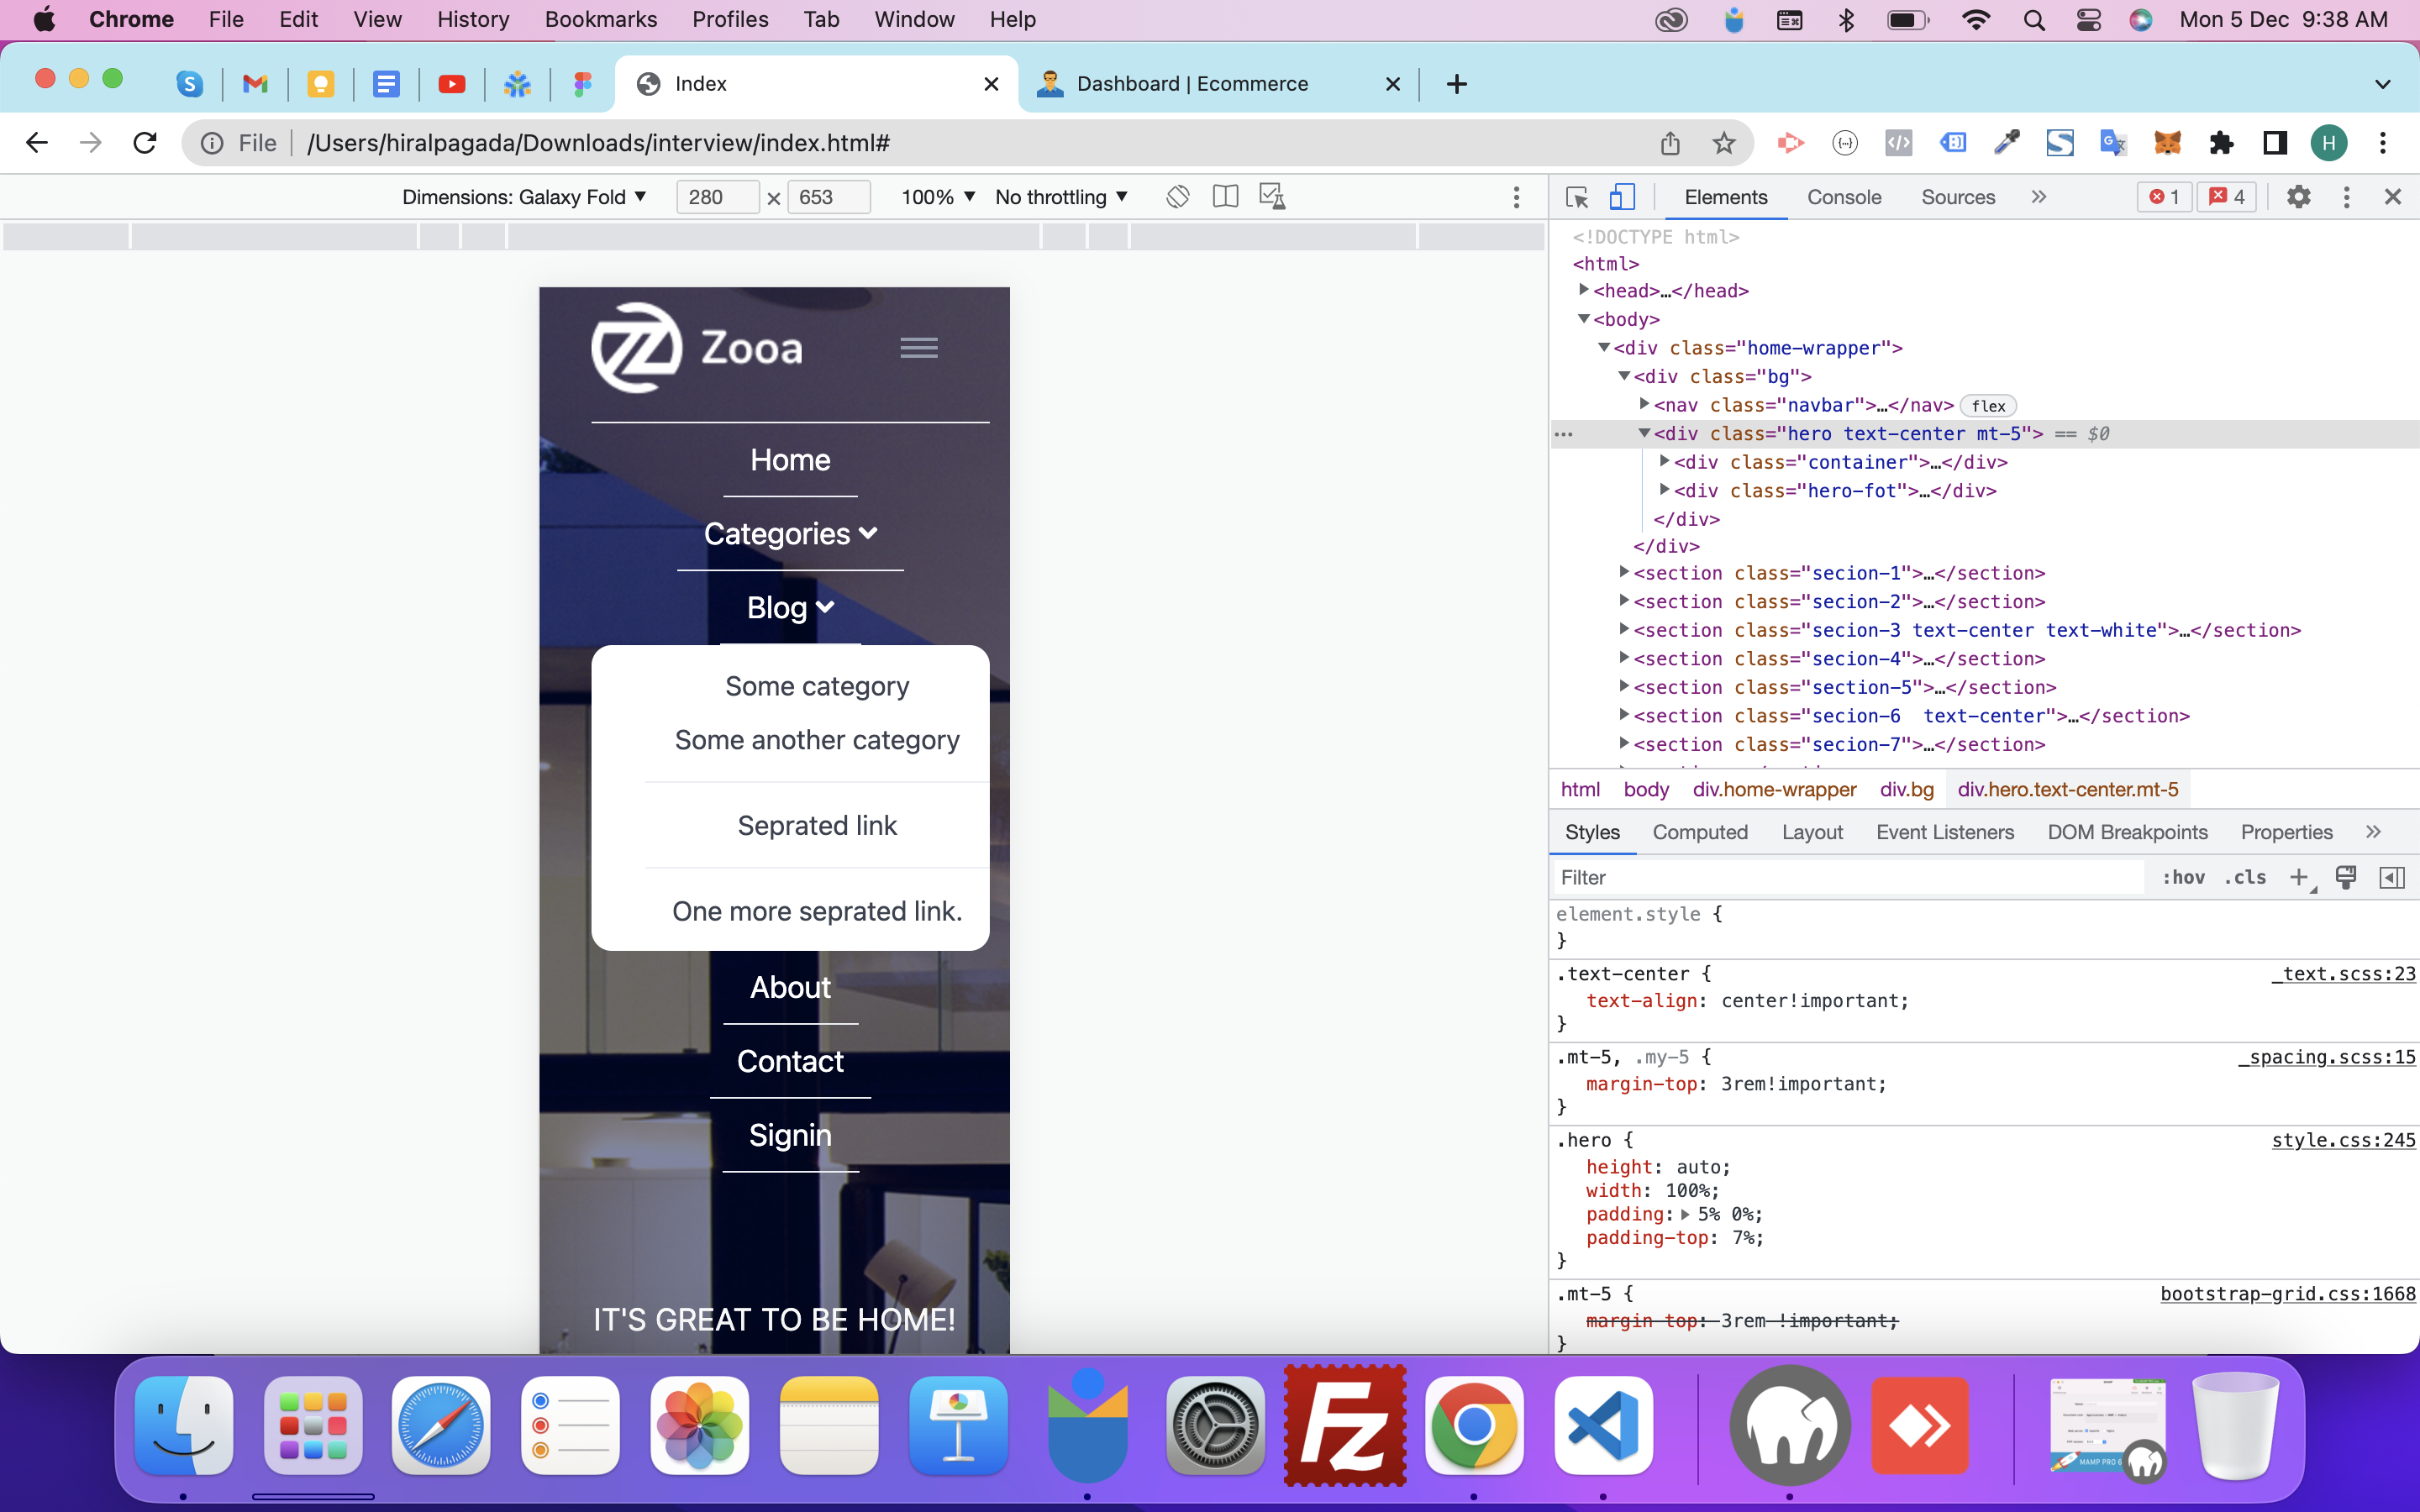 Chrome File Edit View History Bookmarks Profiles Tab Window Help Mon 5 Dec 9:38 AM
Index Dashboard | Ecommerce
File /Users/hiralpagada/Downloads/interview/index.html# H
Dimensions: Galaxy Fold 280 × 653 100% No throttling
Elements Console Sources 1 4
Zooa
Home
Categories
Blog
Some category
Some another category
Seprated link
One more seprated link.
About
Contact
Signin
IT'S GREAT TO BE HOME!
<!DOCTYPE html>
<html>
<head>…</head>
<body>
<div class="home-wrapper">
<div class="bg">
<nav class="navbar">…</nav> flex
<div class="hero text-center mt-5"> == $0
<div class="container">…</div>
<div class="hero-fot">…</div>
</div>
</div>
<section class="secion-1">…</section>
<section class="secion-2">…</section>
<section class="secion-3 text-center text-white">…</section>
<section class="secion-4">…</section>
<section class="section-5">…</section>
<section class="secion-6  text-center">…</section>
<section class="secion-7">…</section>
html body div.home-wrapper div.bg div.hero.text-center.mt-5
Styles Computed Layout Event Listeners DOM Breakpoints Properties
Filter :hov .cls
element.style {
}
.text-center { _text.scss:23
text-align: center!important;
}
.mt-5, .my-5 { _spacing.scss:15
margin-top: 3rem!important;
}
.hero { style.css:245
height: auto;
width: 100%;
padding: 5% 0%;
padding-top: 7%;
}
.mt-5 { bootstrap-grid.css:1668
margin-top: 3rem !important;
}
Fz
MAMP PRO 6